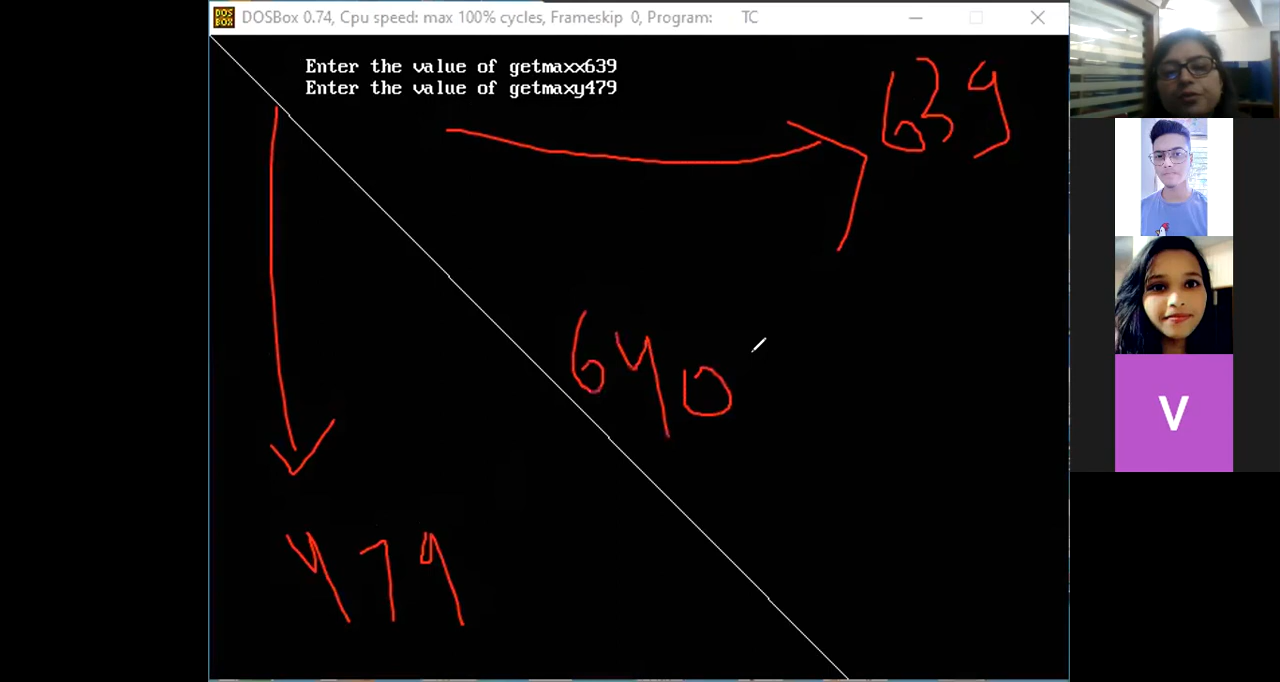 DOSBox 0.74, Cpu speed: max 100% cycles, Frameskip 0, Program: TC
Enter the value of getmaxx639
Enter the value of getmaxy479
639
640
479
V